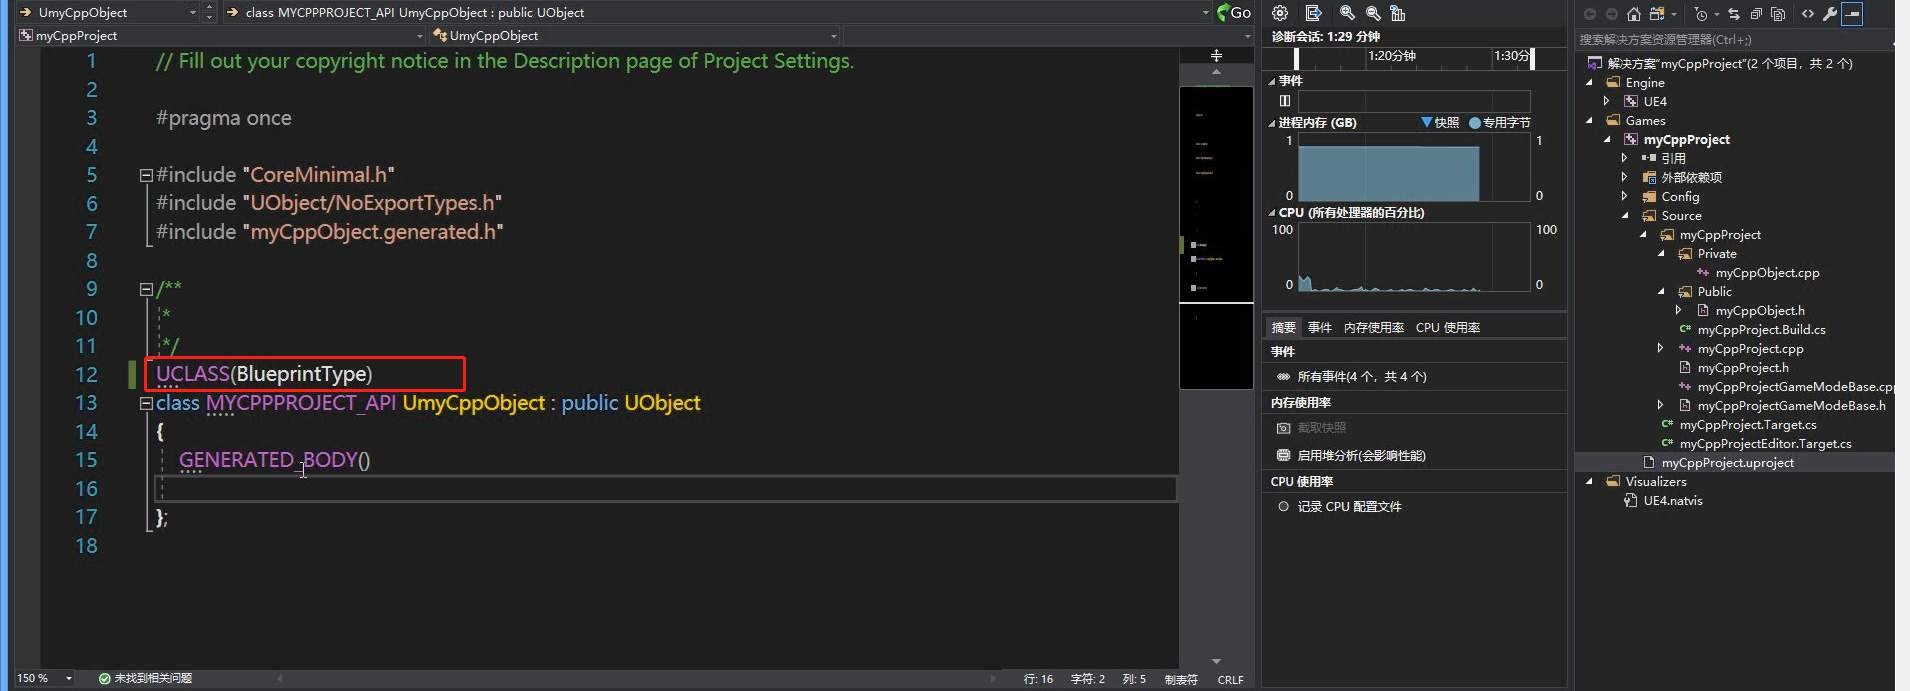 UmyCppObject
class MYCPPPROJECT_API UmyCppObject : public UObject
Go
myCppProject
UmyCppObject
1 // Fill out your copyright notice in the Description page of Project Settings.
2
3 #pragma once
4
5 #include "CoreMinimal.h"
6 #include "UObject/NoExportTypes.h"
7 #include "myCppObject.generated.h"
8
9 /**
10 *
11 */
12 UCLASS(BlueprintType)
13 class MYCPPPROJECT_API UmyCppObject : public UObject
14 {
15 GENERATED_BODY()
16
17 };
18
150 %
未找到相关问题
行: 16 字符: 2 列: 5 制表符 CRLF
诊断会话: 1:29 分钟
1:20分钟 1:30分
事件
进程内存 (GB) 快照 专用字节
1 1
0 0
CPU (所有处理器的百分比)
100 100
0 0
摘要 事件 内存使用率 CPU 使用率
事件
所有事件(4 个，共 4 个)
内存使用率
截取快照
启用堆分析(会影响性能)
CPU 使用率
记录 CPU 配置文件
搜索解决方案资源管理器(Ctrl+;)
解决方案"myCppProject"(2 个项目，共 2 个)
Engine
UE4
Games
myCppProject
引用
外部依赖项
Config
Source
myCppProject
Private
myCppObject.cpp
Public
myCppObject.h
myCppProject.Build.cs
myCppProject.cpp
myCppProject.h
myCppProjectGameModeBase.cpp
myCppProjectGameModeBase.h
myCppProject.Target.cs
myCppProjectEditor.Target.cs
myCppProject.uproject
Visualizers
UE4.natvis